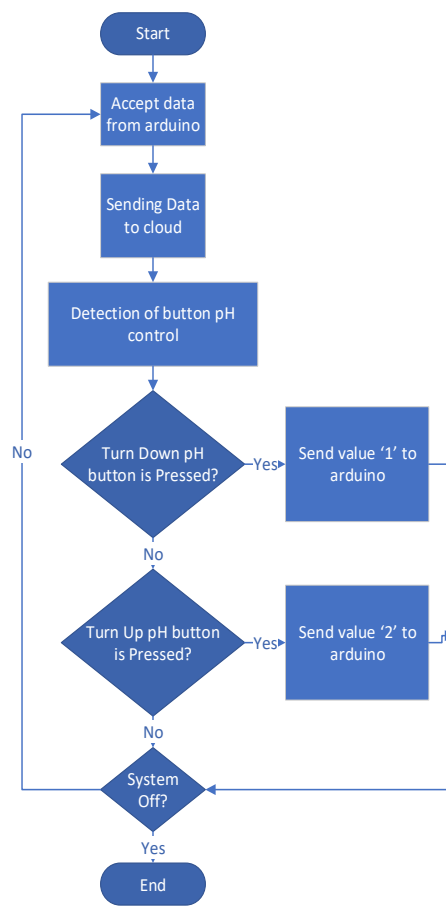 Start
Accept data
from arduino
Sending Data
to cloud
Detection of button pH
control
No
Turn Down pH
button is Pressed?
Yes
Send value ‘1’ to
arduino
No
Turn Up pH button
is Pressed?
Yes
Send value ‘2’ to
arduino
No
System
Off?
Yes
End